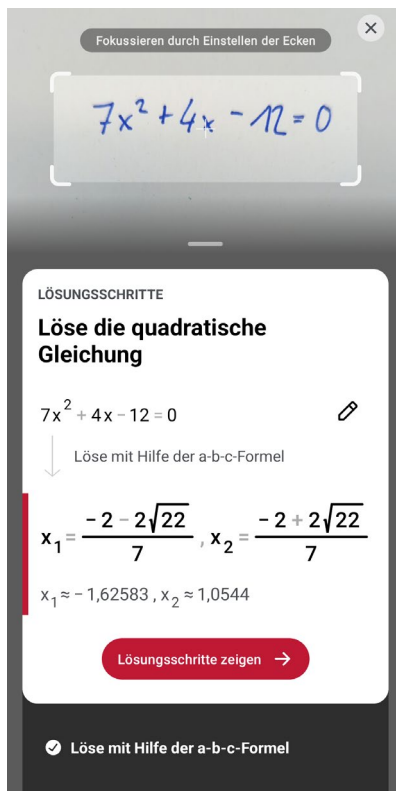 Fokussieren durch Einstellen der Ecken
7x² + 4x - 12 = 0
LÖSUNGSSCHRITTE
Löse die quadratische
Gleichung
7x² + 4x − 12 = 0
Löse mit Hilfe der a-b-c-Formel
x₁ = (−2 − 2√22)/7 , x₂ = (−2 + 2√22)/7
x₁ ≈ − 1,62583 , x₂ ≈ 1,0544
Lösungsschritte zeigen →
Löse mit Hilfe der a-b-c-Formel